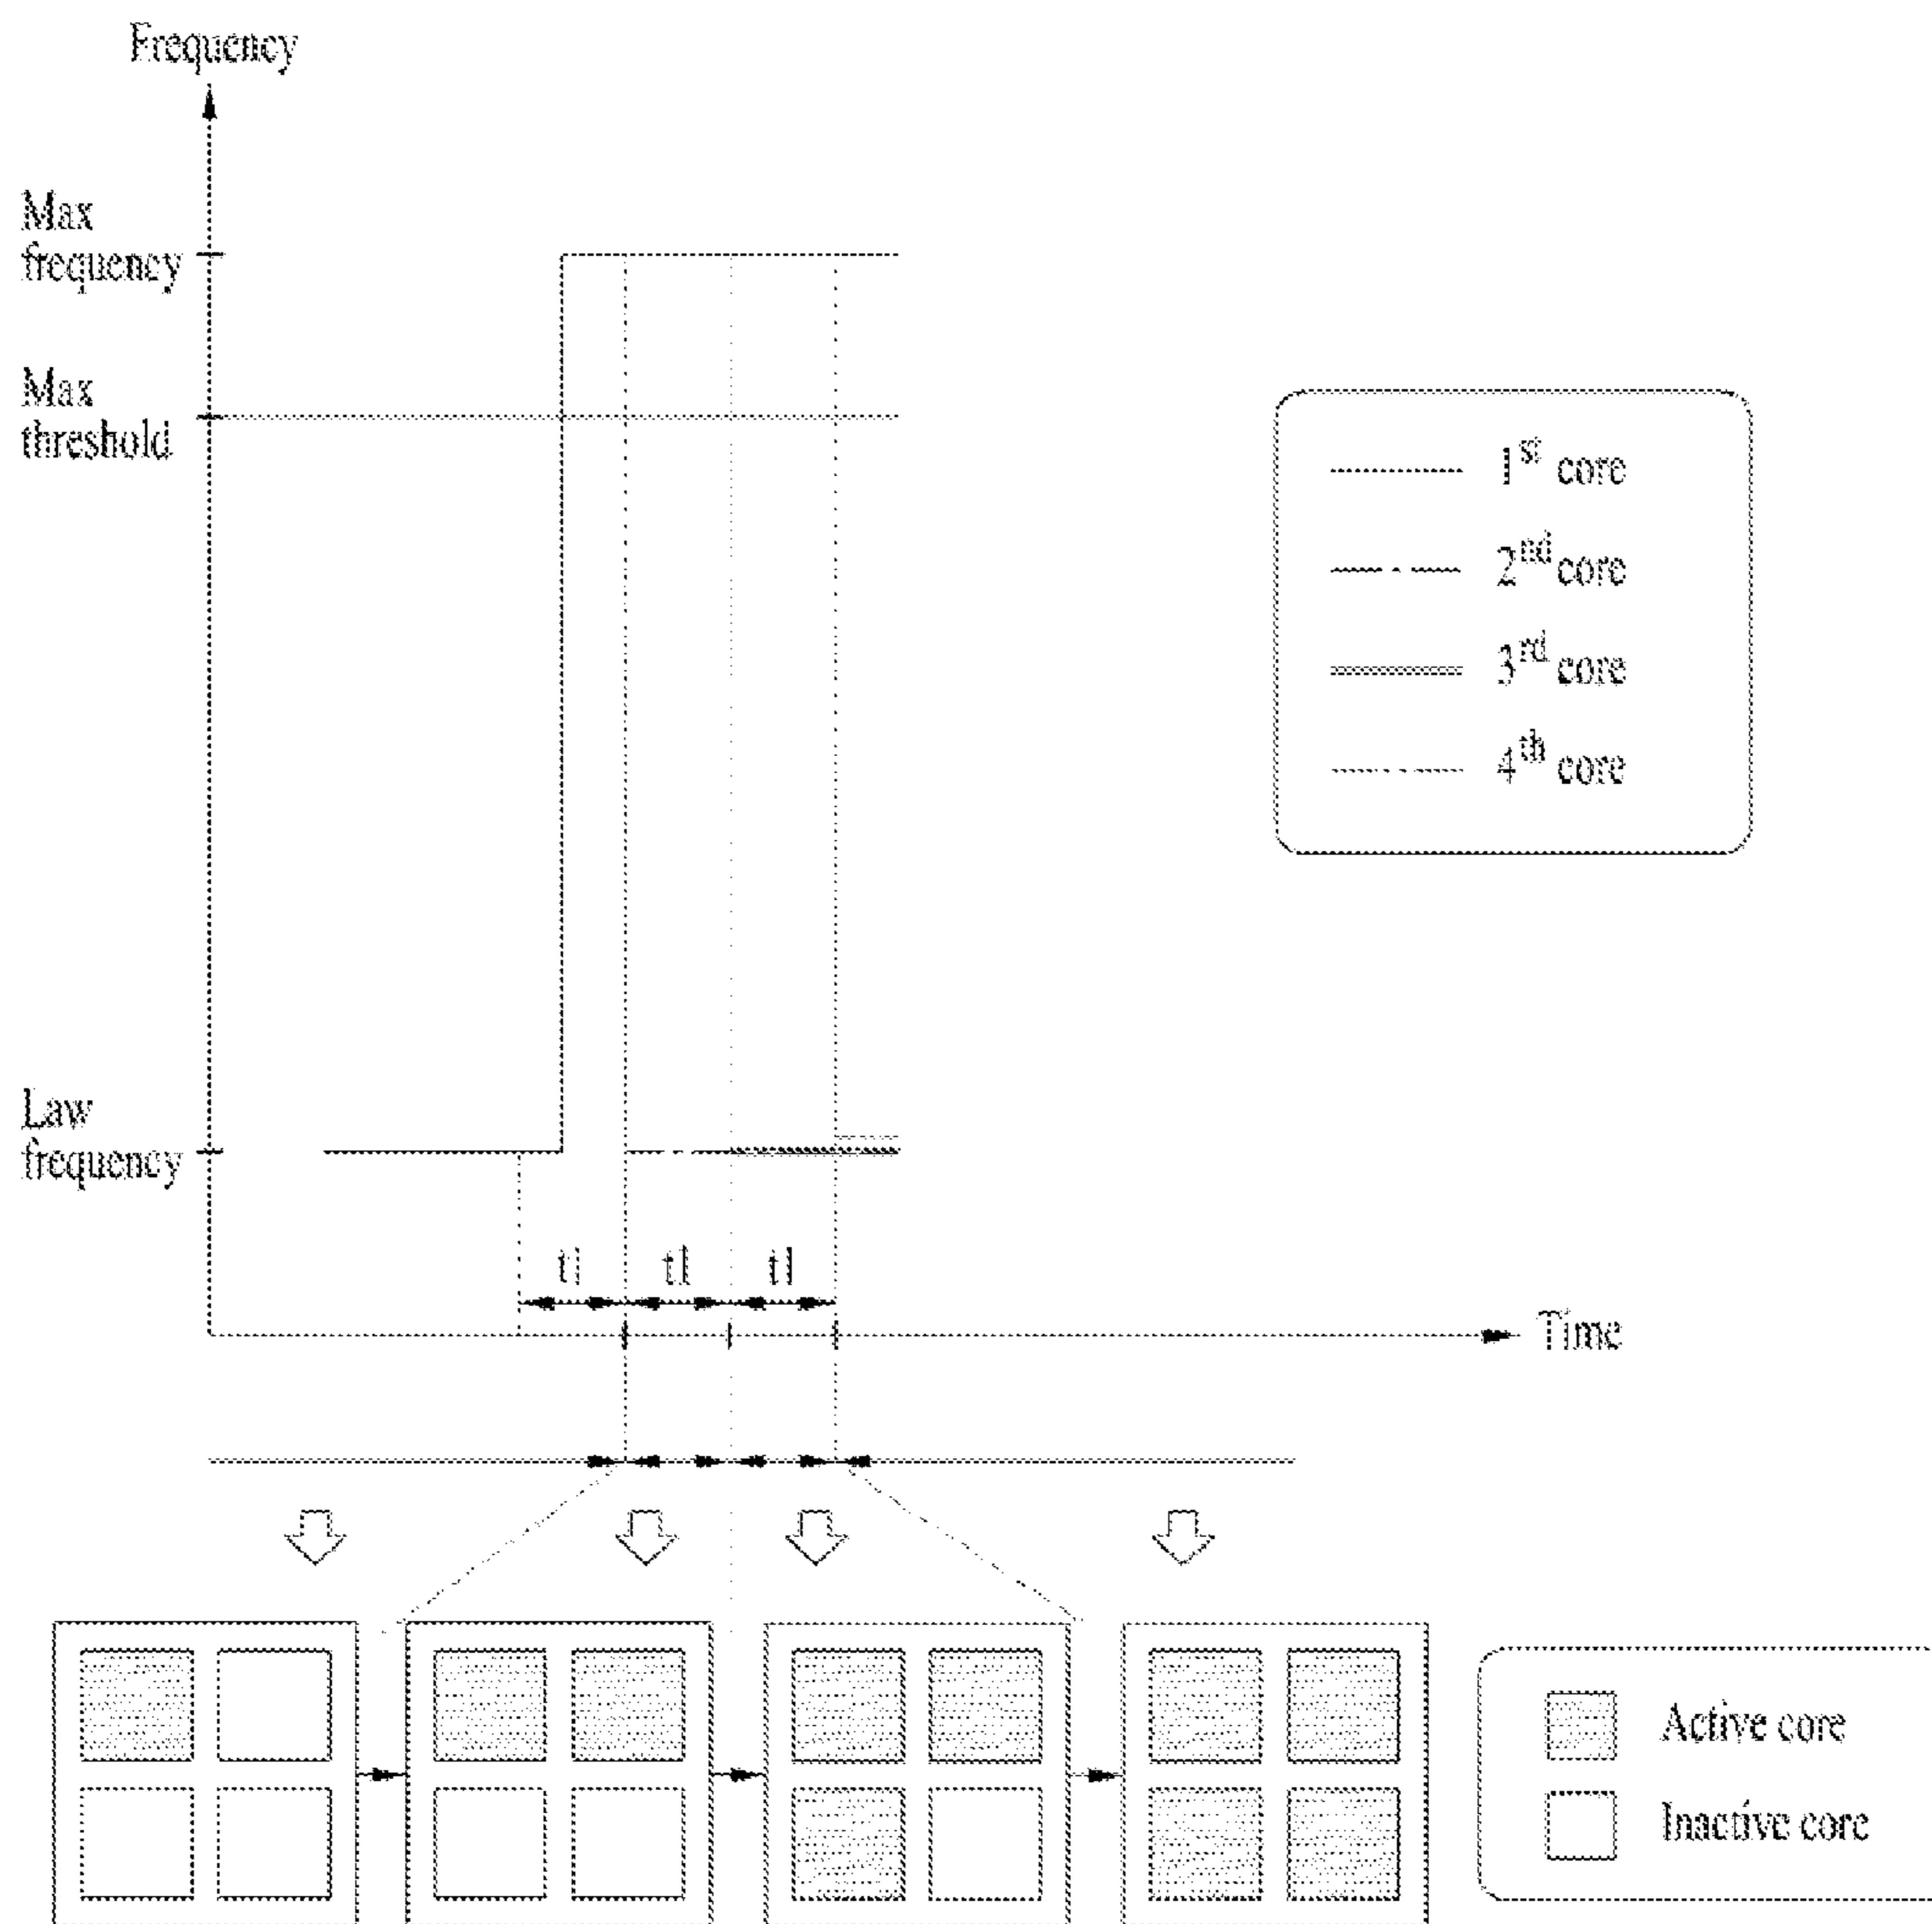 Frequency
Max
frequency
Max
threshold
1st core
2nd core
3rd core
4th core
Law
frequency
t1 t1 t1
Time
Active core
Inactive core